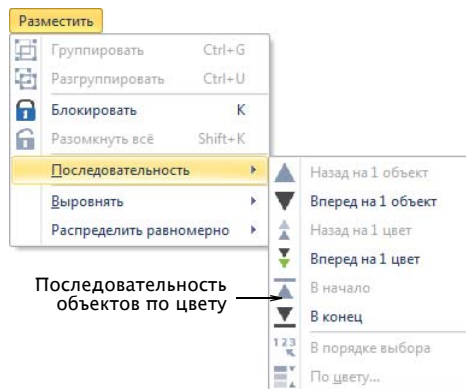 Разместить
Группировать Ctrl+G
Разгруппировать Ctrl+U
Блокировать K
Разомкнуть всё Shift+K
Последовательность
Назад на 1 объект
Выровнять
Вперед на 1 объект
Распределить равномерно
Назад на 1 цвет
Вперед на 1 цвет
Последовательность
объектов по цвету
В начало
В конец
123
В порядке выбора
По цвету...